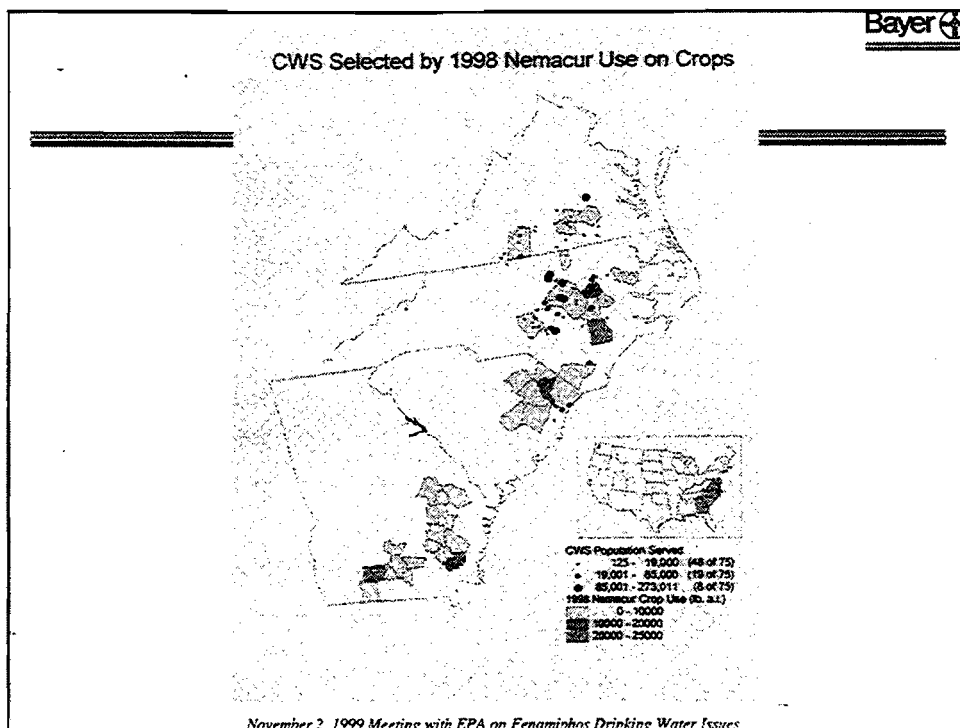 Bayer
CWS Selected by 1998 Nemacur Use on Crops
CWS Population Served
125 - 19,000 (48 of 75)
19,001 - 85,000 (19 of 75)
85,001 - 273,011 (8 of 75)
1998 Nemacur Crop Use (lb. a.i.)
0 - 10000
10000 - 20000
20000 - 25000
November 2, 1999 Meeting with EPA on Fenamiphos Drinking Water Issues